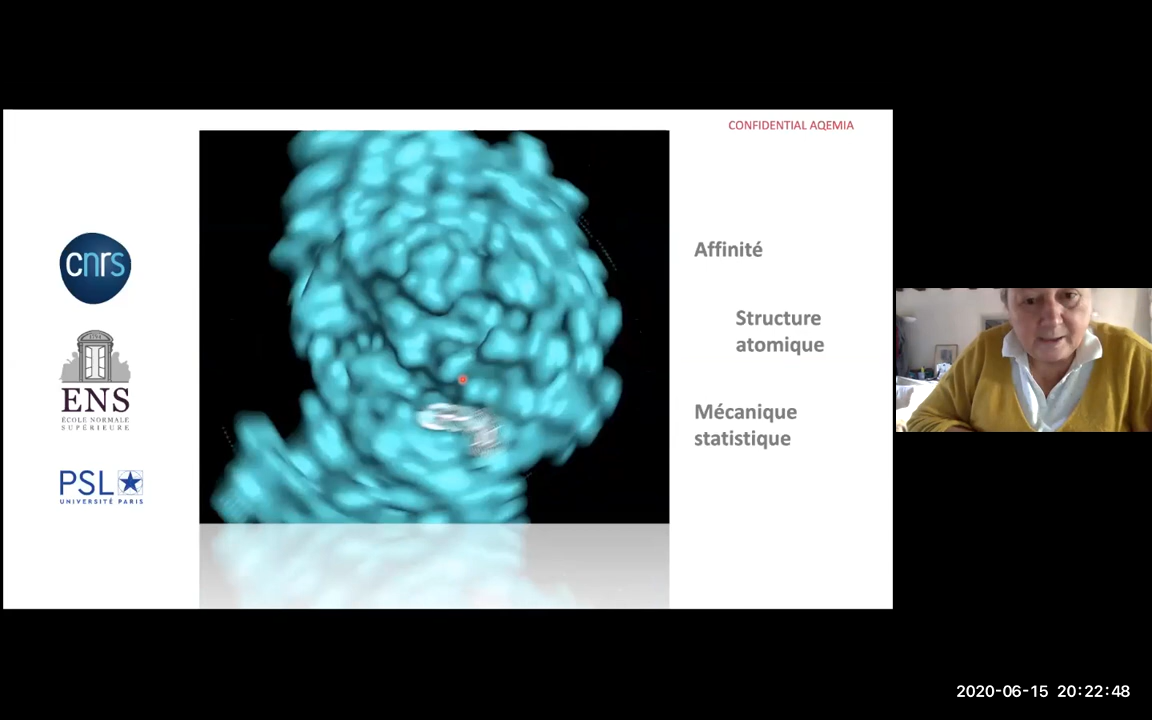 CONFIDENTIAL AQEMIA
cnrs
ENS
ÉCOLE NORMALE
SUPÉRIEURE
PSL
UNIVERSITÉ PARIS
Affinité
Structure
atomique
Mécanique
statistique
2020-06-15 20:22:48